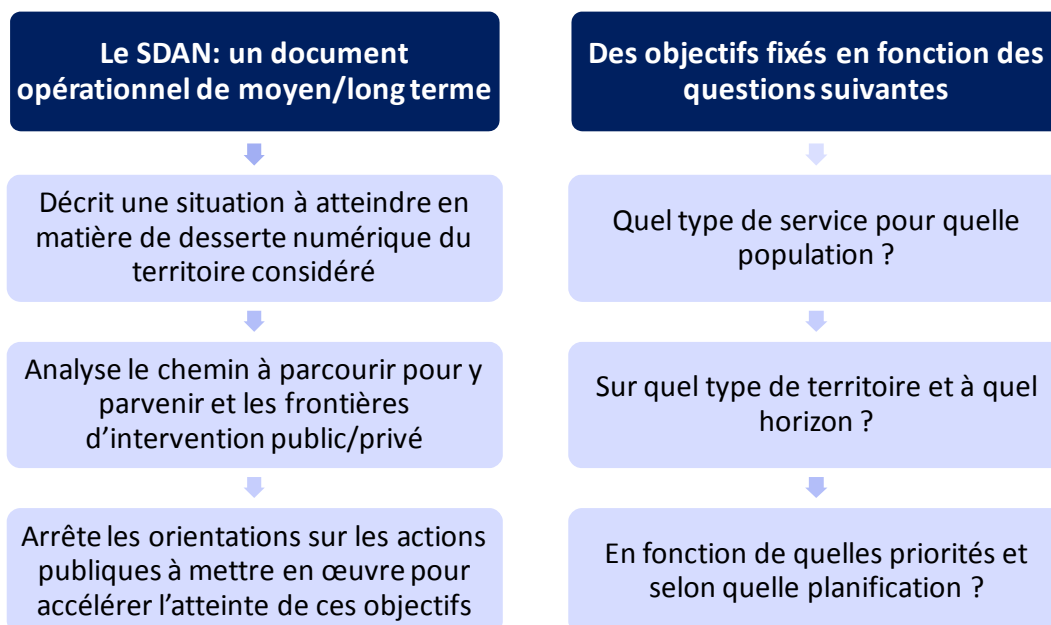 Le SDAN: un document
opérationnel de moyen/long terme
Décrit une situation à atteindre en
matière de desserte numérique du
territoire considéré
Analyse le chemin à parcourir pour y
parvenir et les frontières
d’intervention public/privé
Arrête les orientations sur les actions
publiques à mettre en œuvre pour
accélérer l’atteinte de ces objectifs
Des objectifs fixés en fonction des
questions suivantes
Quel type de service pour quelle
population ?
Sur quel type de territoire et à quel
horizon ?
En fonction de quelles priorités et
selon quelle planification ?